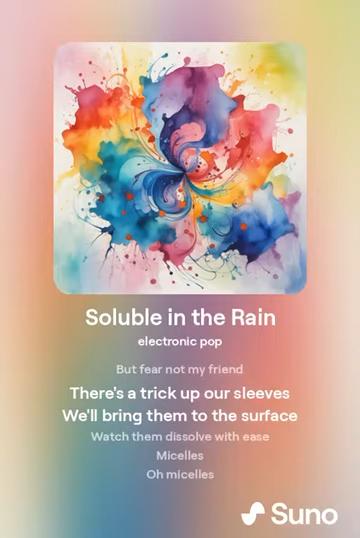 Soluble in the Rain
electronic pop
But fear not my friend
There's a trick up our sleeves
We'll bring them to the surface
Watch them dissolve with ease
Micelles
Oh micelles
Suno